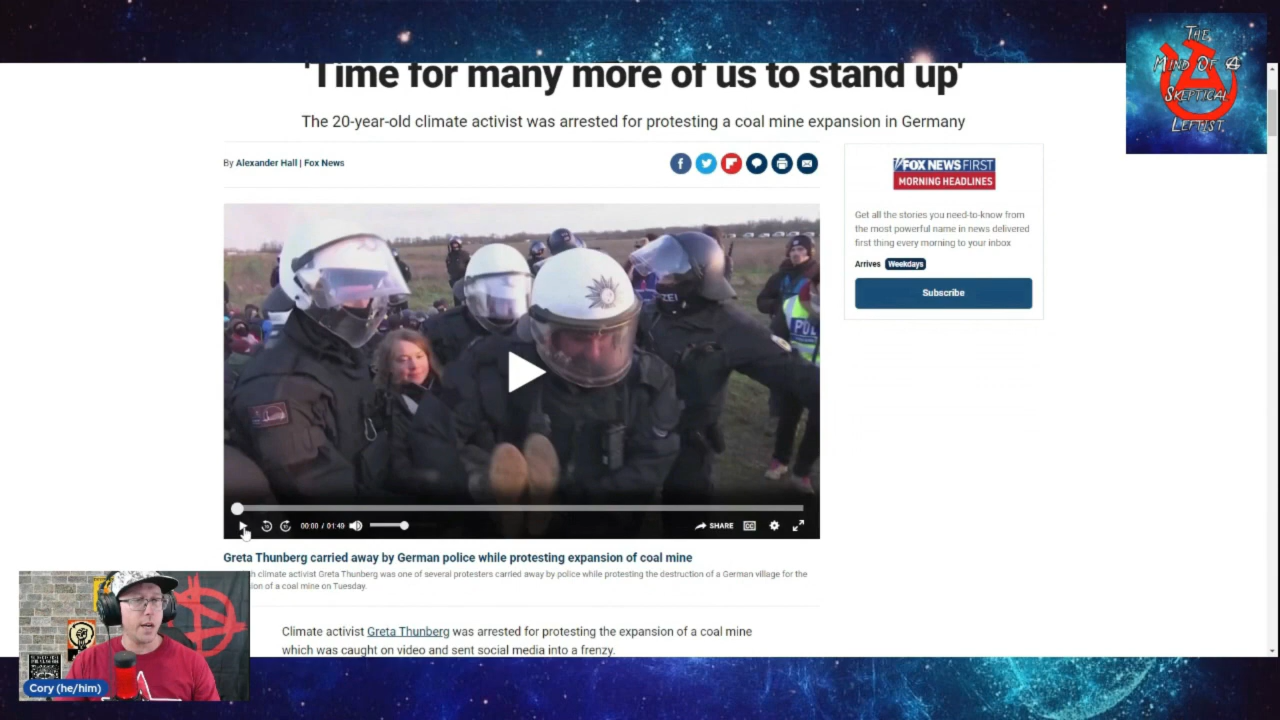 'Time for many more of us to stand up'
The 20-year-old climate activist was arrested for protesting a coal mine expansion in Germany
By Alexander Hall | Fox News
THE
MIND OF A
SKEPTICAL
LEFTIST.
FOX NEWS FIRST
MORNING HEADLINES
Get all the stories you need-to-know from
the most powerful name in news delivered
first thing every morning to your inbox
Arrives Weekdays
Subscribe
ZEI
POL
00:00 / 01:49
SHARE
CC
Greta Thunberg carried away by German police while protesting expansion of coal mine
climate activist Greta Thunberg was one of several protesters carried away by police while protesting the destruction of a German village for the
of a coal mine on Tuesday.
Climate activist Greta Thunberg was arrested for protesting the expansion of a coal mine
which was caught on video and sent social media into a frenzy.
Cory (he/him)